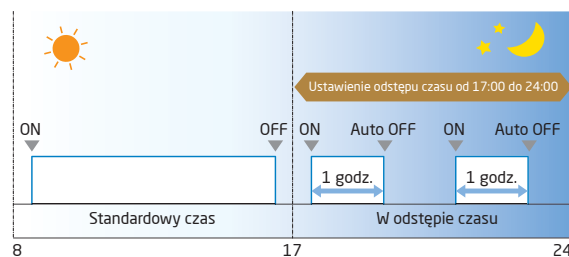 Ustawienie odstępu czasu od 17:00 do 24:00
ON OFF ON Auto OFF ON Auto OFF
1 godz. 1 godz.
Standardowy czas W odstępie czasu
8 17 24